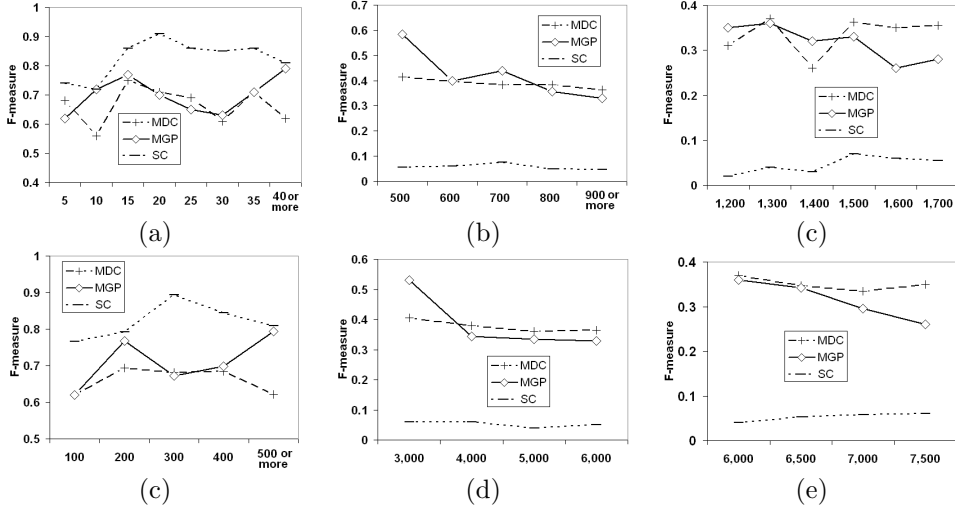 1
0.9
0.8
0.7
0.6
0.5
0.4
F-measure
MDC
MGP
SC
5 10 15 20 25 30 35 40 or more
(a)
0.7
0.6
0.5
0.4
0.3
0.2
0.1
0
F-measure
MDC
MGP
SC
500 600 700 800 900 or more
(b)
0.4
0.3
0.2
0.1
0
F-measure
MDC
MGP
SC
1,200 1,300 1,400 1,500 1,600 1,700
(c)
1
0.9
0.8
0.7
0.6
0.5
F-measure
MDC
MGP
SC
100 200 300 400 500 or more
(c)
0.6
0.5
0.4
0.3
0.2
0.1
0
F-measure
MDC
MGP
SC
3,000 4,000 5,000 6,000
(d)
0.4
0.3
0.2
0.1
0
F-measure
MDC
MGP
SC
6,000 6,500 7,000 7,500
(e)